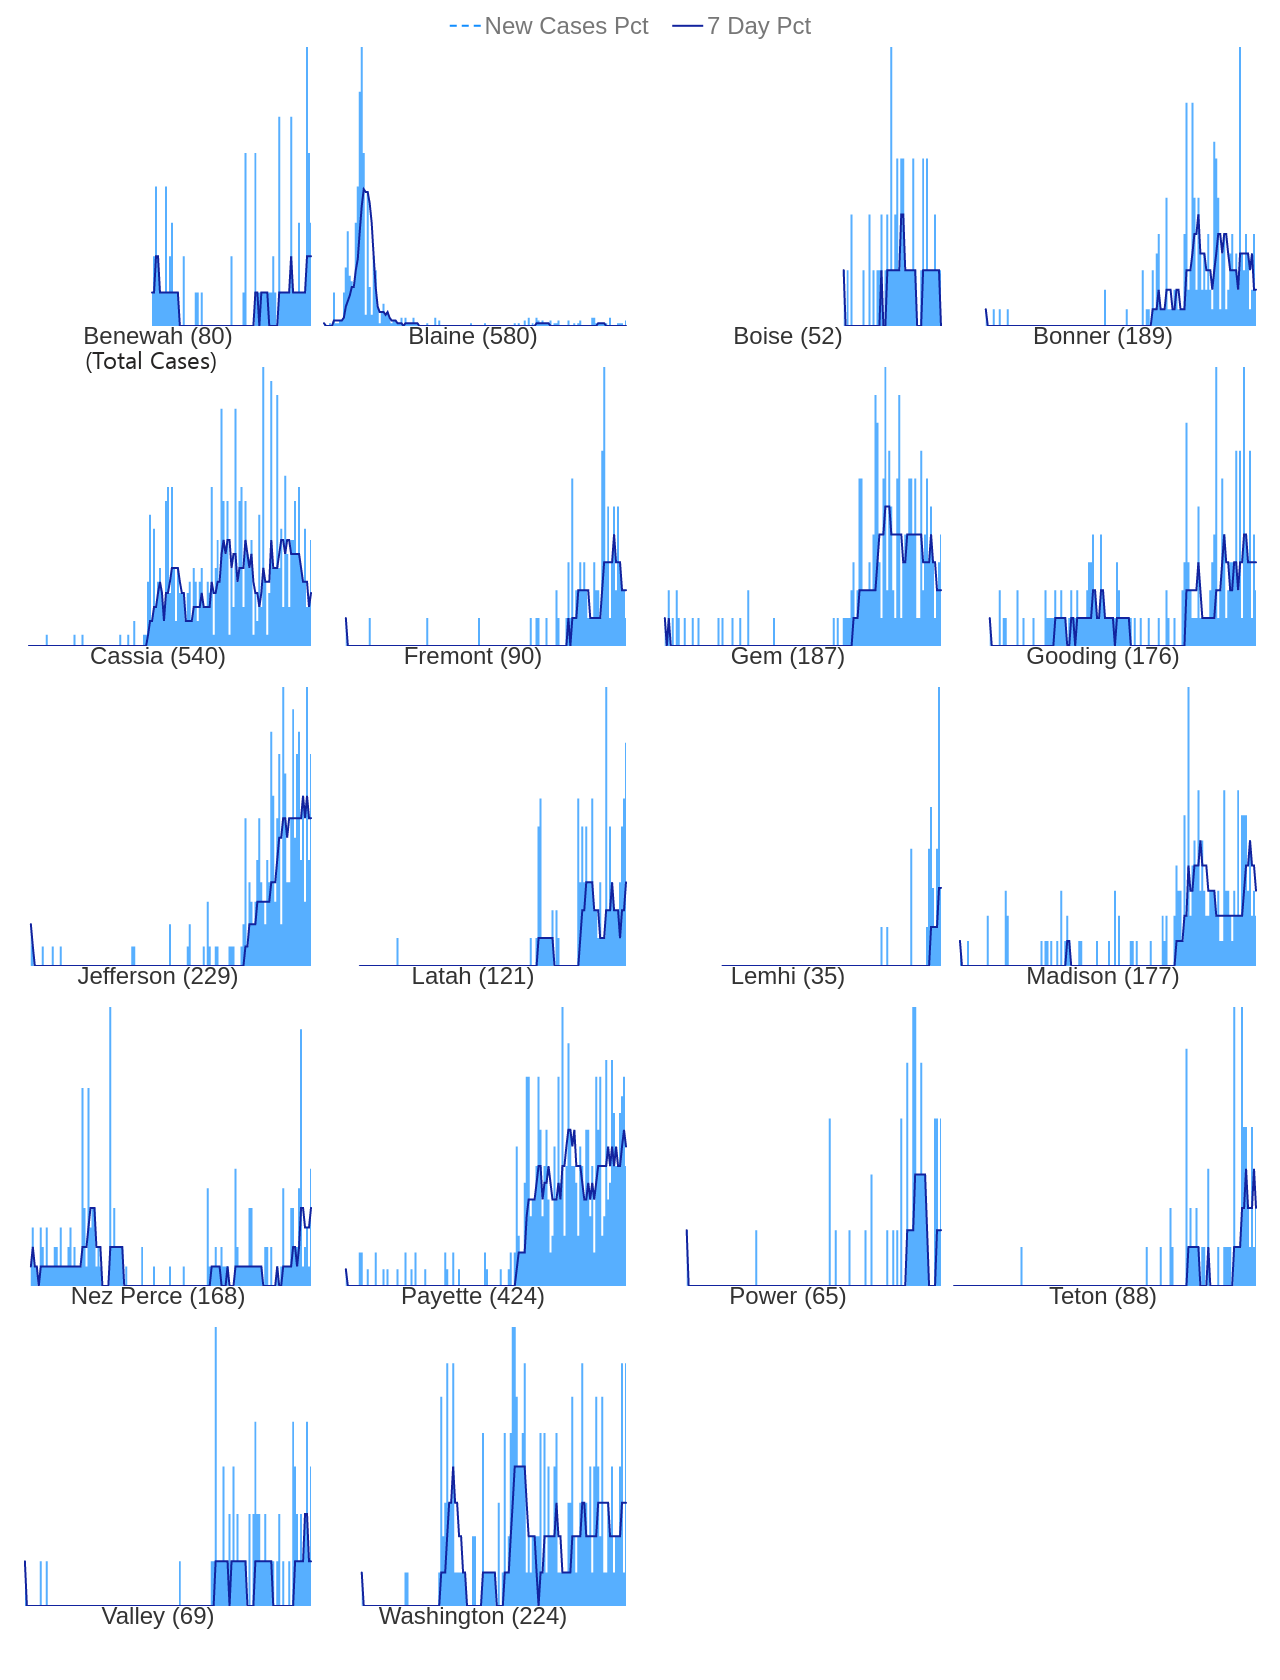 New Cases Pct 7 Day Pct
Benewah (80) Blaine (580) Boise (52) Bonner (189)
(Total Cases)
Cassia (540) Fremont (90) Gem (187) Gooding (176)
Jefferson (229) Latah (121) Lemhi (35) Madison (177)
Nez Perce (168) Payette (424) Power (65) Teton (88)
Valley (69) Washington (224)